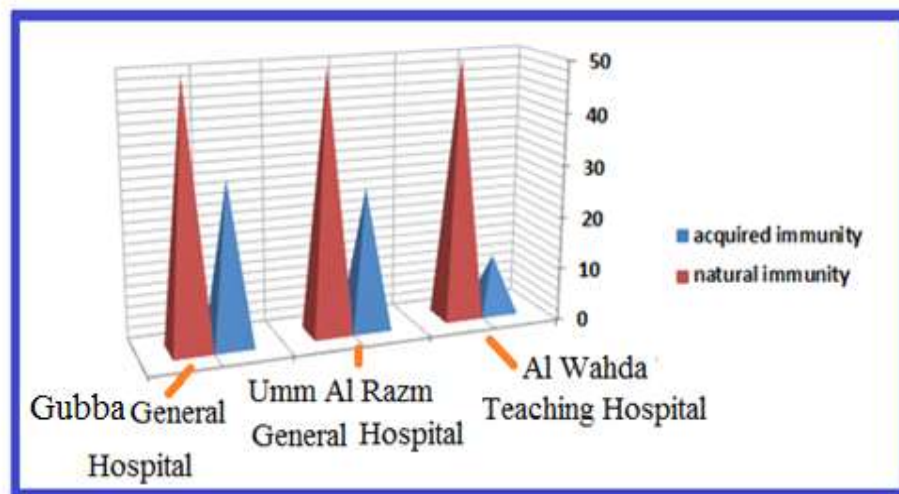 50
40
30
20
10
0
acquired immunity
natural immunity
Gubba General
Hospital
Umm Al Razm
General Hospital
Al Wahda
Teaching Hospital